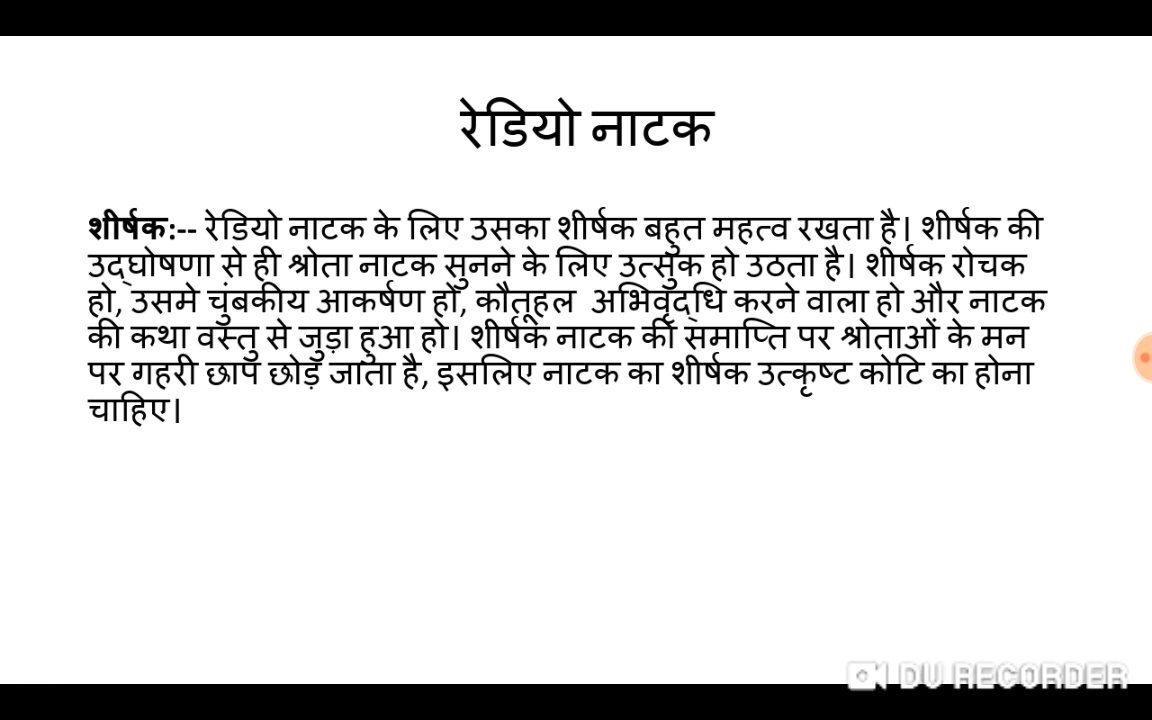 रेडियो नाटक
शीर्षक:-- रेडियो नाटक के लिए उसका शीर्षक बहुत महत्व रखता है। शीर्षक की
उद्घोषणा से ही श्रोता नाटक सुनने के लिए उत्सुक हो उठता है। शीर्षक रोचक
हो, उसमे चुंबकीय आकर्षण हो, कौतूहल अभिवृद्धि करने वाला हो और नाटक
की कथा वस्तु से जुड़ा हुआ हो। शीर्षक नाटक की समाप्ति पर श्रोताओं के मन
पर गहरी छाप छोड़ जाता है, इसलिए नाटक का शीर्षक उत्कृष्ट कोटि का होना
चाहिए।
DU RECORDER